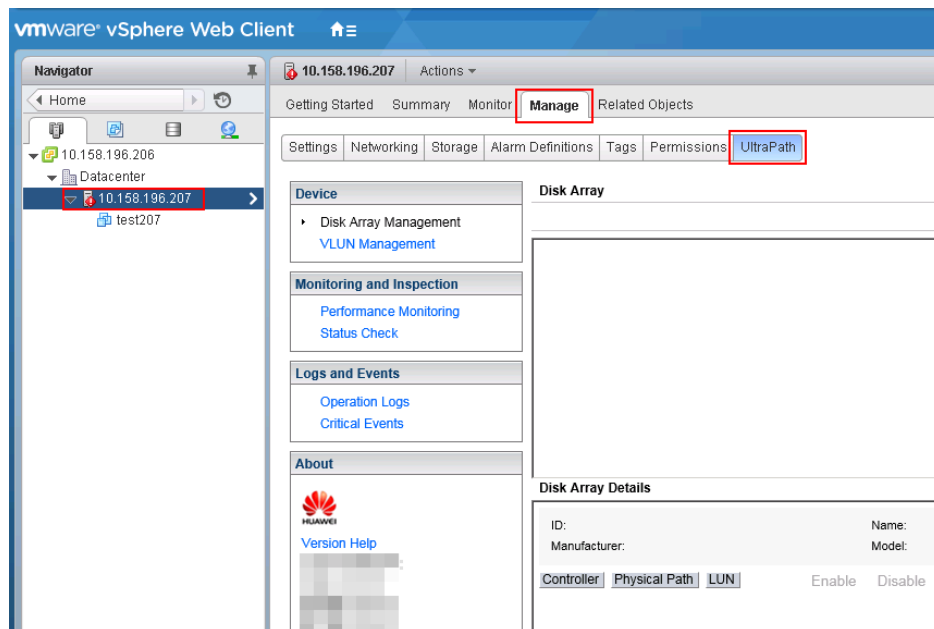 vmware® vSphere Web Client
Navigator
10.158.196.207 Actions
Home
Getting Started Summary Monitor Manage Related Objects
Settings Networking Storage Alarm Definitions Tags Permissions UltraPath
10.158.196.206
Datacenter
10.158.196.207
test207
Device
Disk Array Management
VLUN Management
Monitoring and Inspection
Performance Monitoring
Status Check
Logs and Events
Operation Logs
Critical Events
About
HUAWEI
Version Help
Disk Array
Disk Array Details
ID: Name:
Manufacturer: Model:
Controller Physical Path LUN Enable Disable